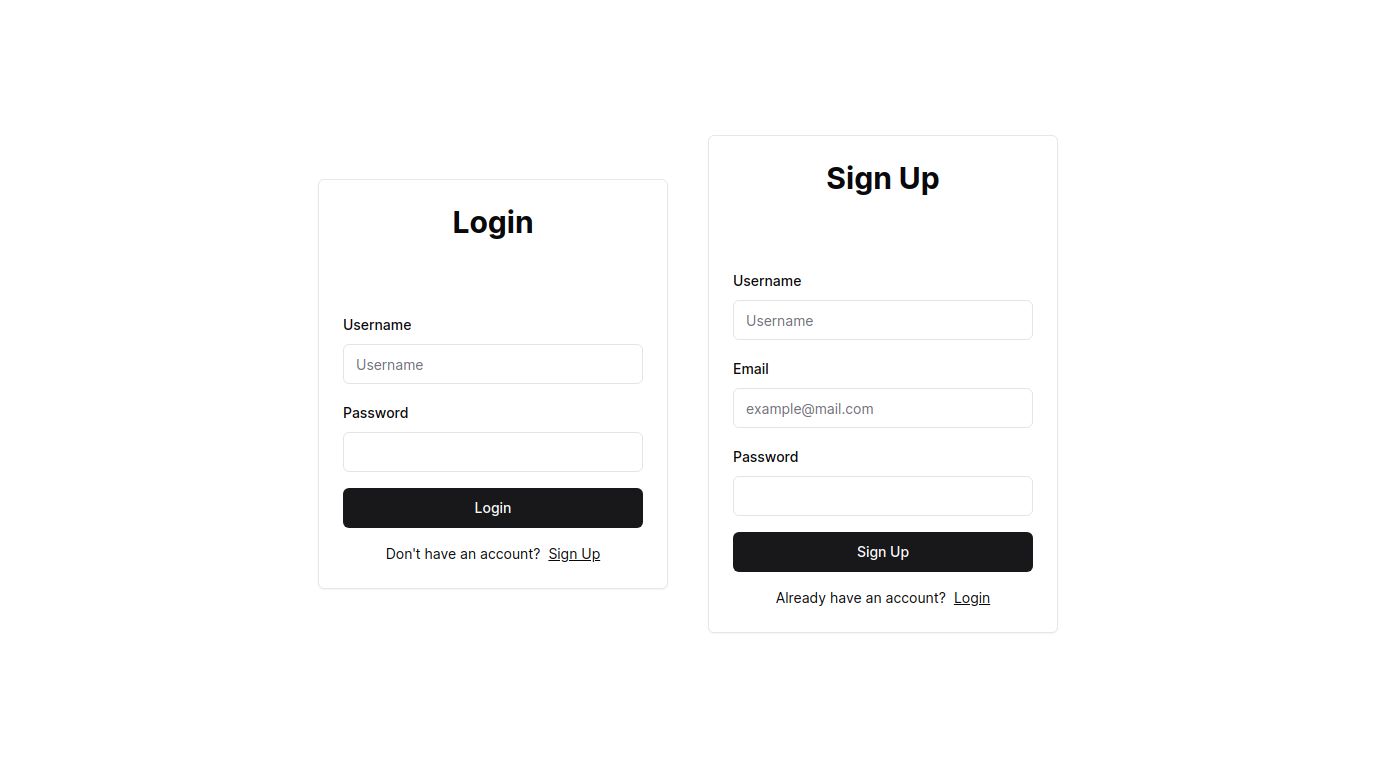 Login
Username
Username
Password
Login
Don't have an account? Sign Up
Sign Up
Username
Username
Email
example@mail.com
Password
Sign Up
Already have an account? Login